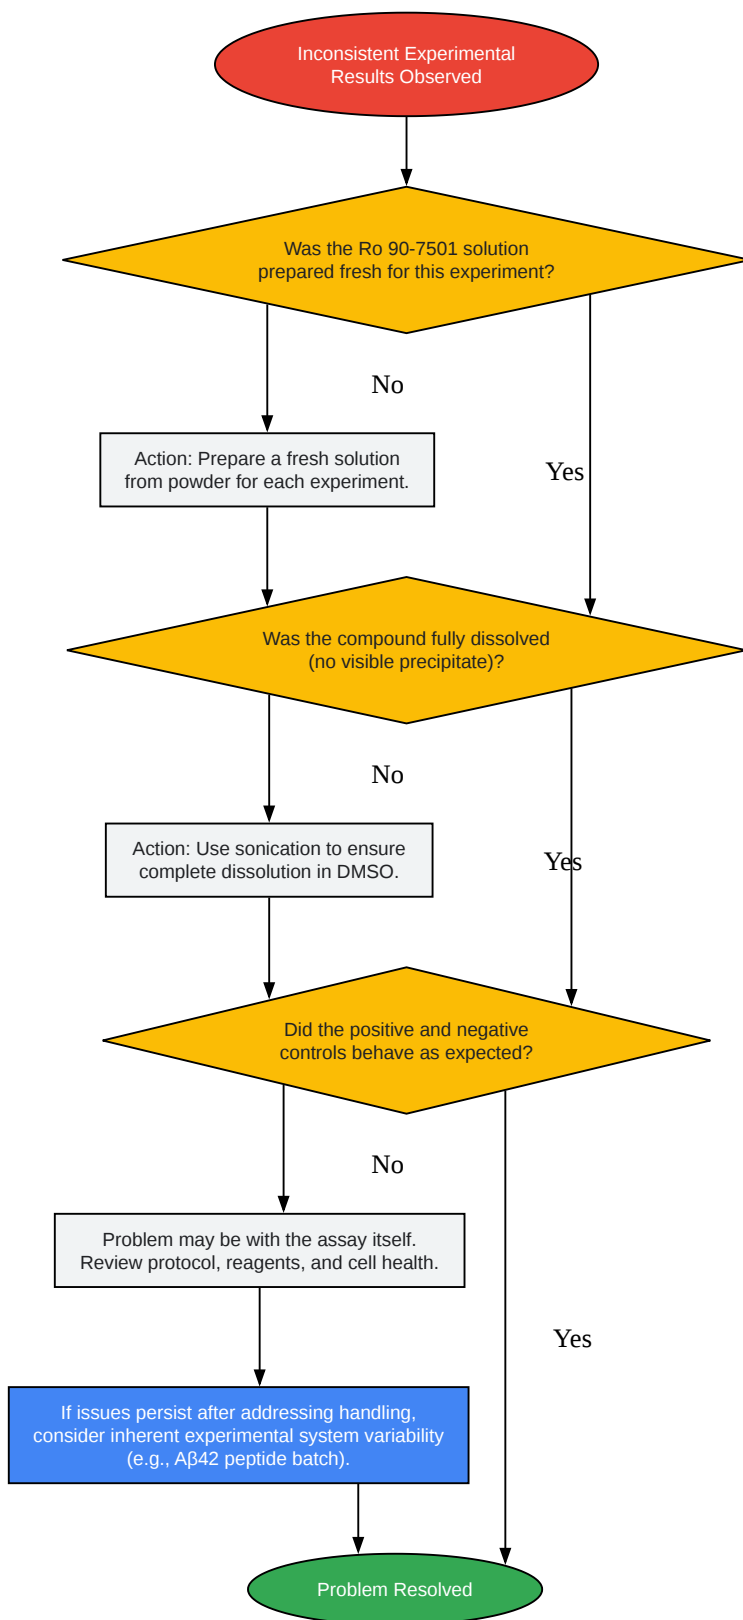 Inconsistent Experimental
Results Observed
Was the Ro 90-7501 solution
prepared fresh for this experiment?
No
Action: Prepare a fresh solution
from powder for each experiment.
Yes
Was the compound fully dissolved
(no visible precipitate)?
No
Action: Use sonication to ensure
complete dissolution in DMSO.
Yes
Did the positive and negative
controls behave as expected?
No
Problem may be with the assay itself.
Review protocol, reagents, and cell health.
Yes
If issues persist after addressing handling,
consider inherent experimental system variability
(e.g., Aβ42 peptide batch).
Problem Resolved